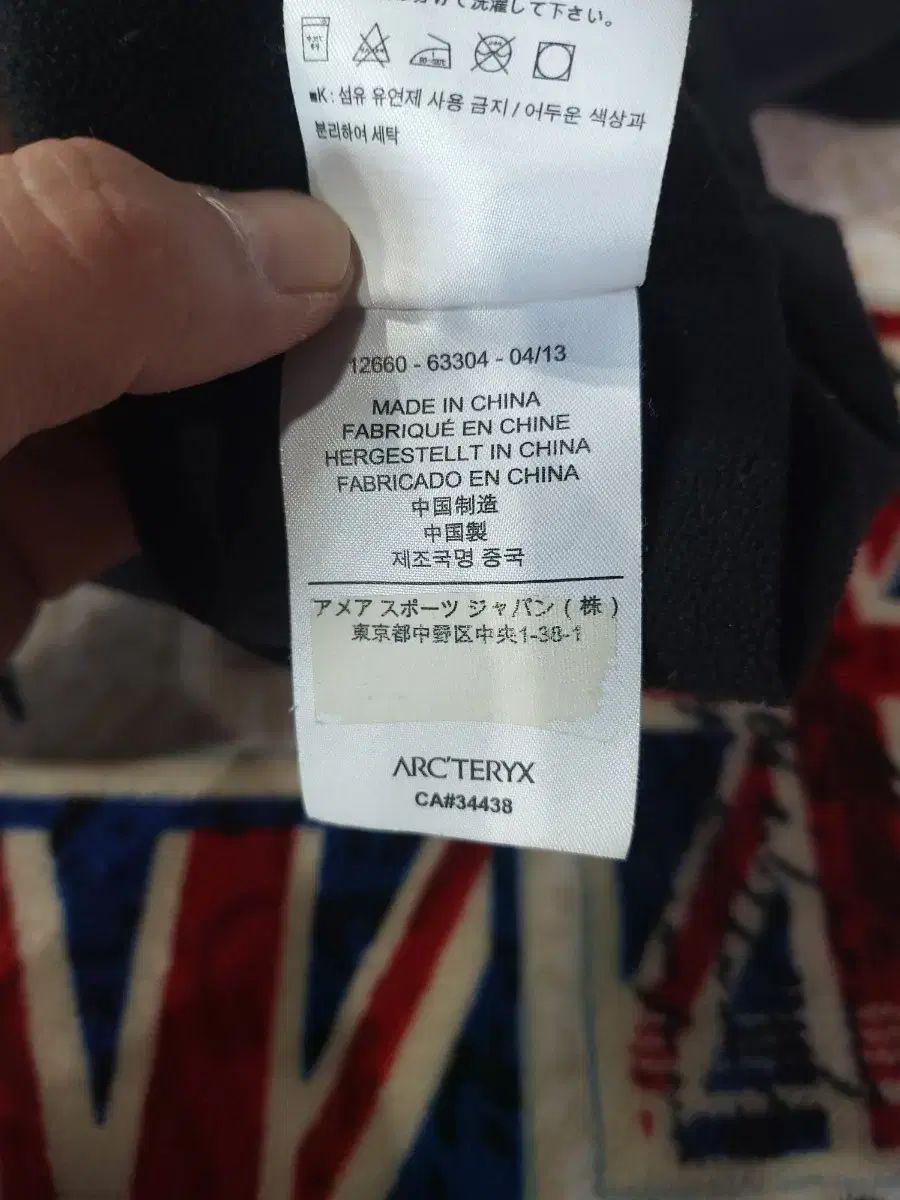 て洗濯して下さい。
■K : 섬유 유연제 사용 금지 / 어두운 색상과
분리하여 세탁
12660 - 63304 - 04/13
MADE IN CHINA
FABRIQUÉ EN CHINE
HERGESTELLT IN CHINA
FABRICADO EN CHINA
中国制造
中国製
제조국명 중국
アメア スポーツ ジャパン ( 株 )
東京都中野区中央1-38-1
ARC'TERYX
CA#34438